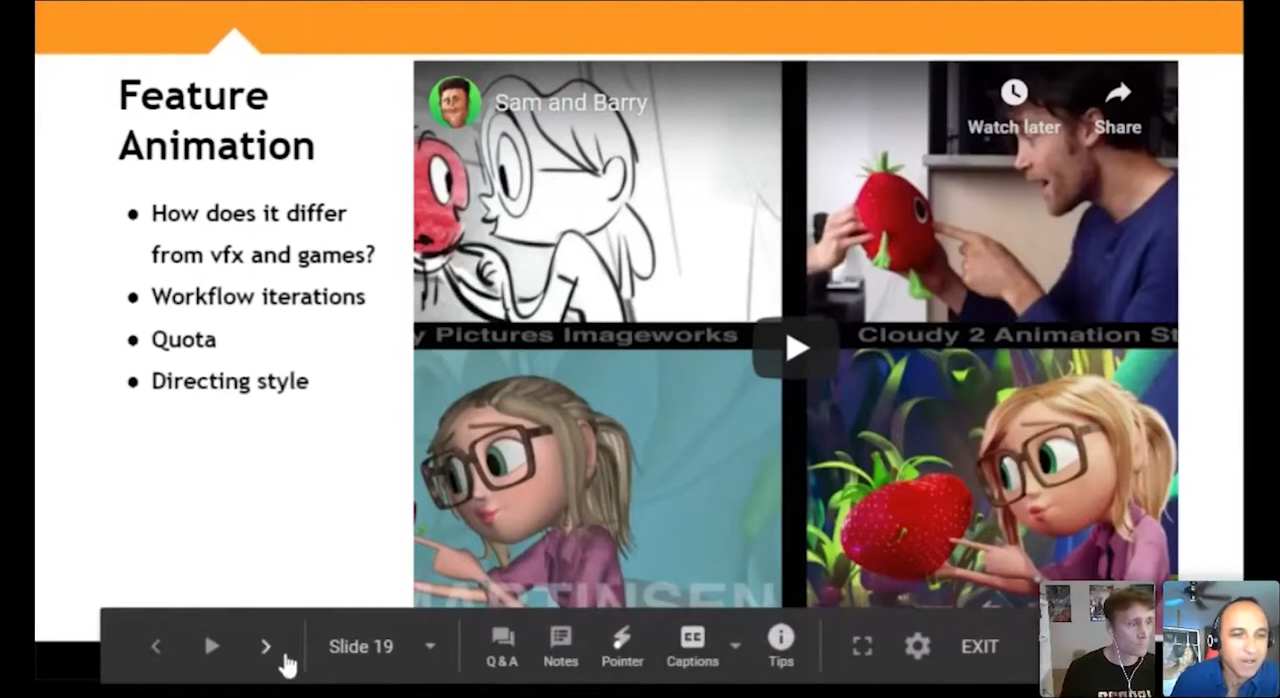 Feature
Animation
● How does it differ
from vfx and games?
● Workflow iterations
● Quota
● Directing style
Sam and Barry
Watch later
Share
y Pictures Imageworks
Cloudy 2 Animation St
ARTINSEN
Slide 19
Q & A
Notes
Pointer
Captions
Tips
EXIT